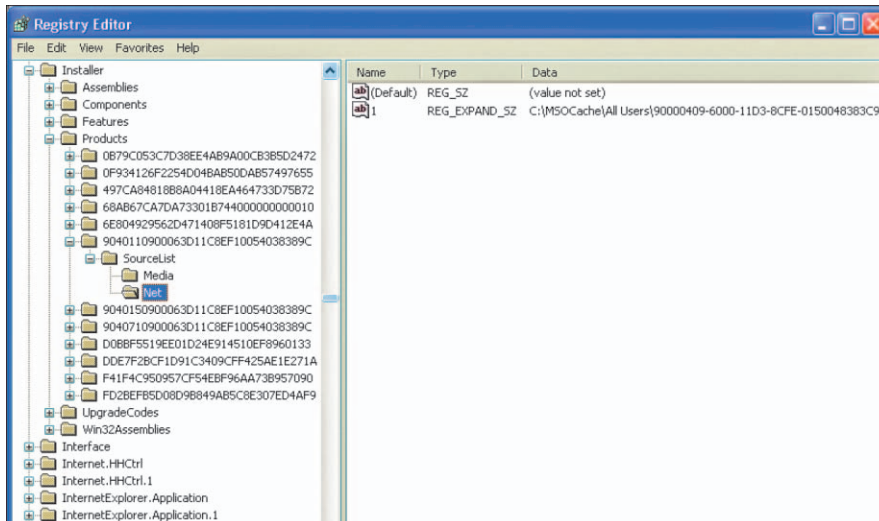 Registry Editor
File Edit View Favorites Help
Installer
Assemblies
Components
Features
Products
0B79C053C7D38EE4AB9A00CB3B5D2472
0F934126F2254D04BAB50DAB57497655
497CA84818B8A04418EA464733D75B72
68AB67CA7DA73301B744000000000010
6E804929562D471408F5181D9D412E4A
9040110900063D11C8EF10054038389C
SourceList
Media
Net
9040150900063D11C8EF10054038389C
9040710900063D11C8EF10054038389C
D0BBF5519EE01D24E914510EF8960133
DDE7F2BCF1D91C3409CFF425AE1E271A
F41F4C950957CF54EBF96AA73B957090
FD2BEFB5D08D9B849AB5C8E307ED4AF9
UpgradeCodes
Win32Assemblies
Interface
Internet.HHCtrl
Internet.HHCtrl.1
InternetExplorer.Application
InternetExplorer.Application.1
Name Type Data
(Default) REG_SZ (value not set)
1 REG_EXPAND_SZ C:\MSOCache\All Users\90000409-6000-11D3-8CFE-0150048383C9